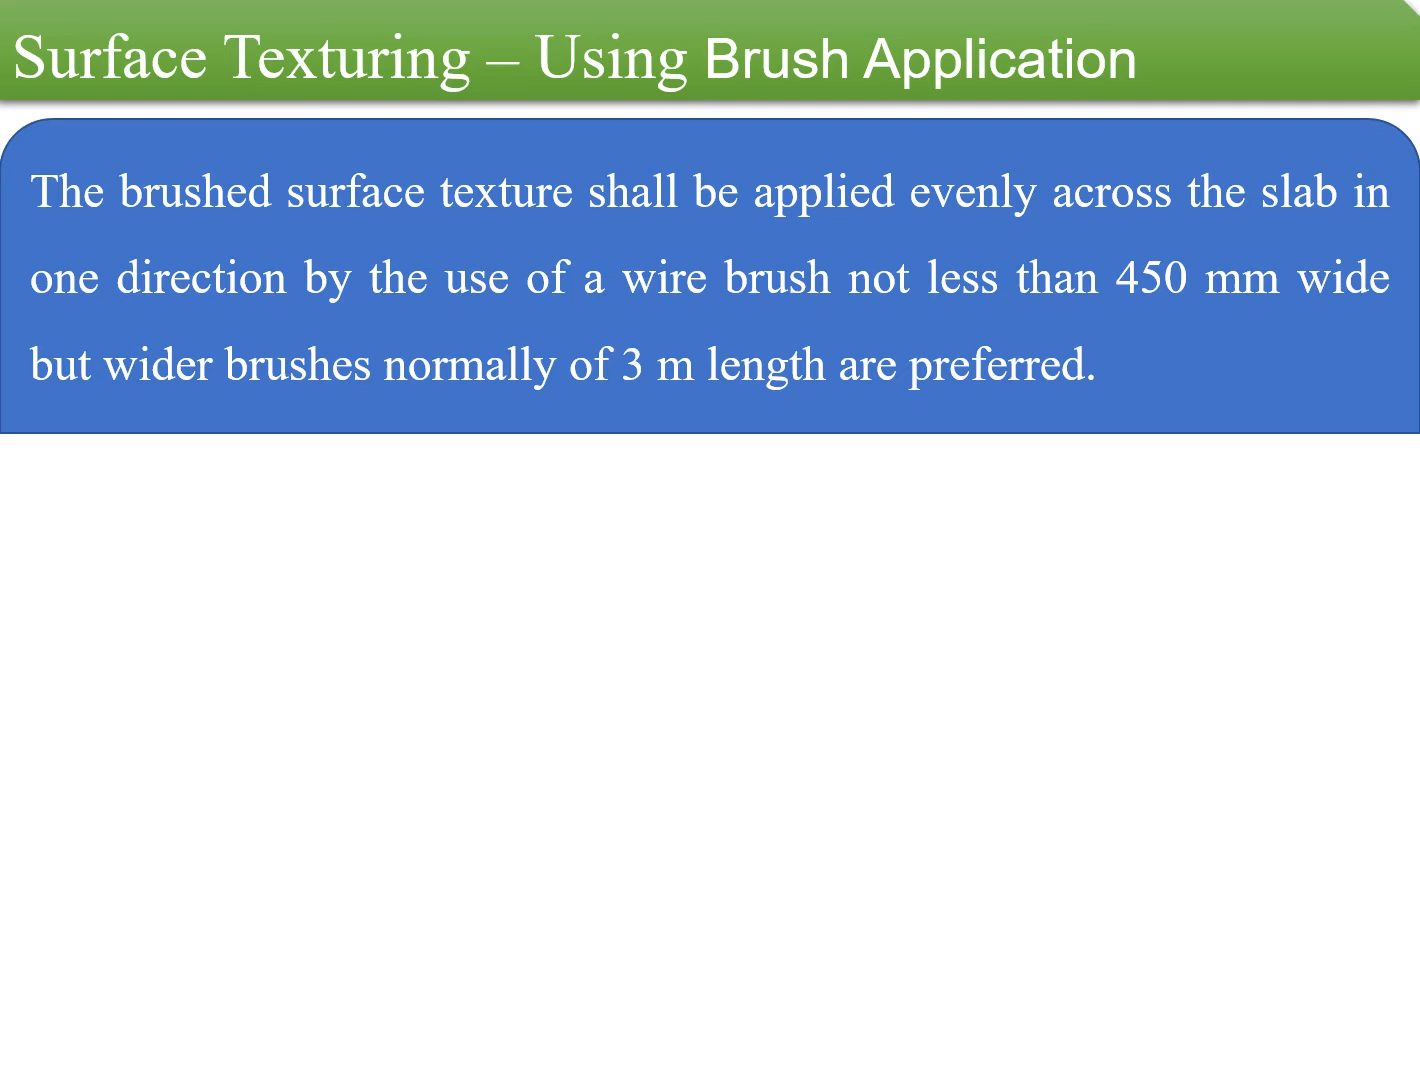 Surface Texturing – Using Brush Application
The brushed surface texture shall be applied evenly across the slab in
one direction by the use of a wire brush not less than 450 mm wide
but wider brushes normally of 3 m length are preferred.